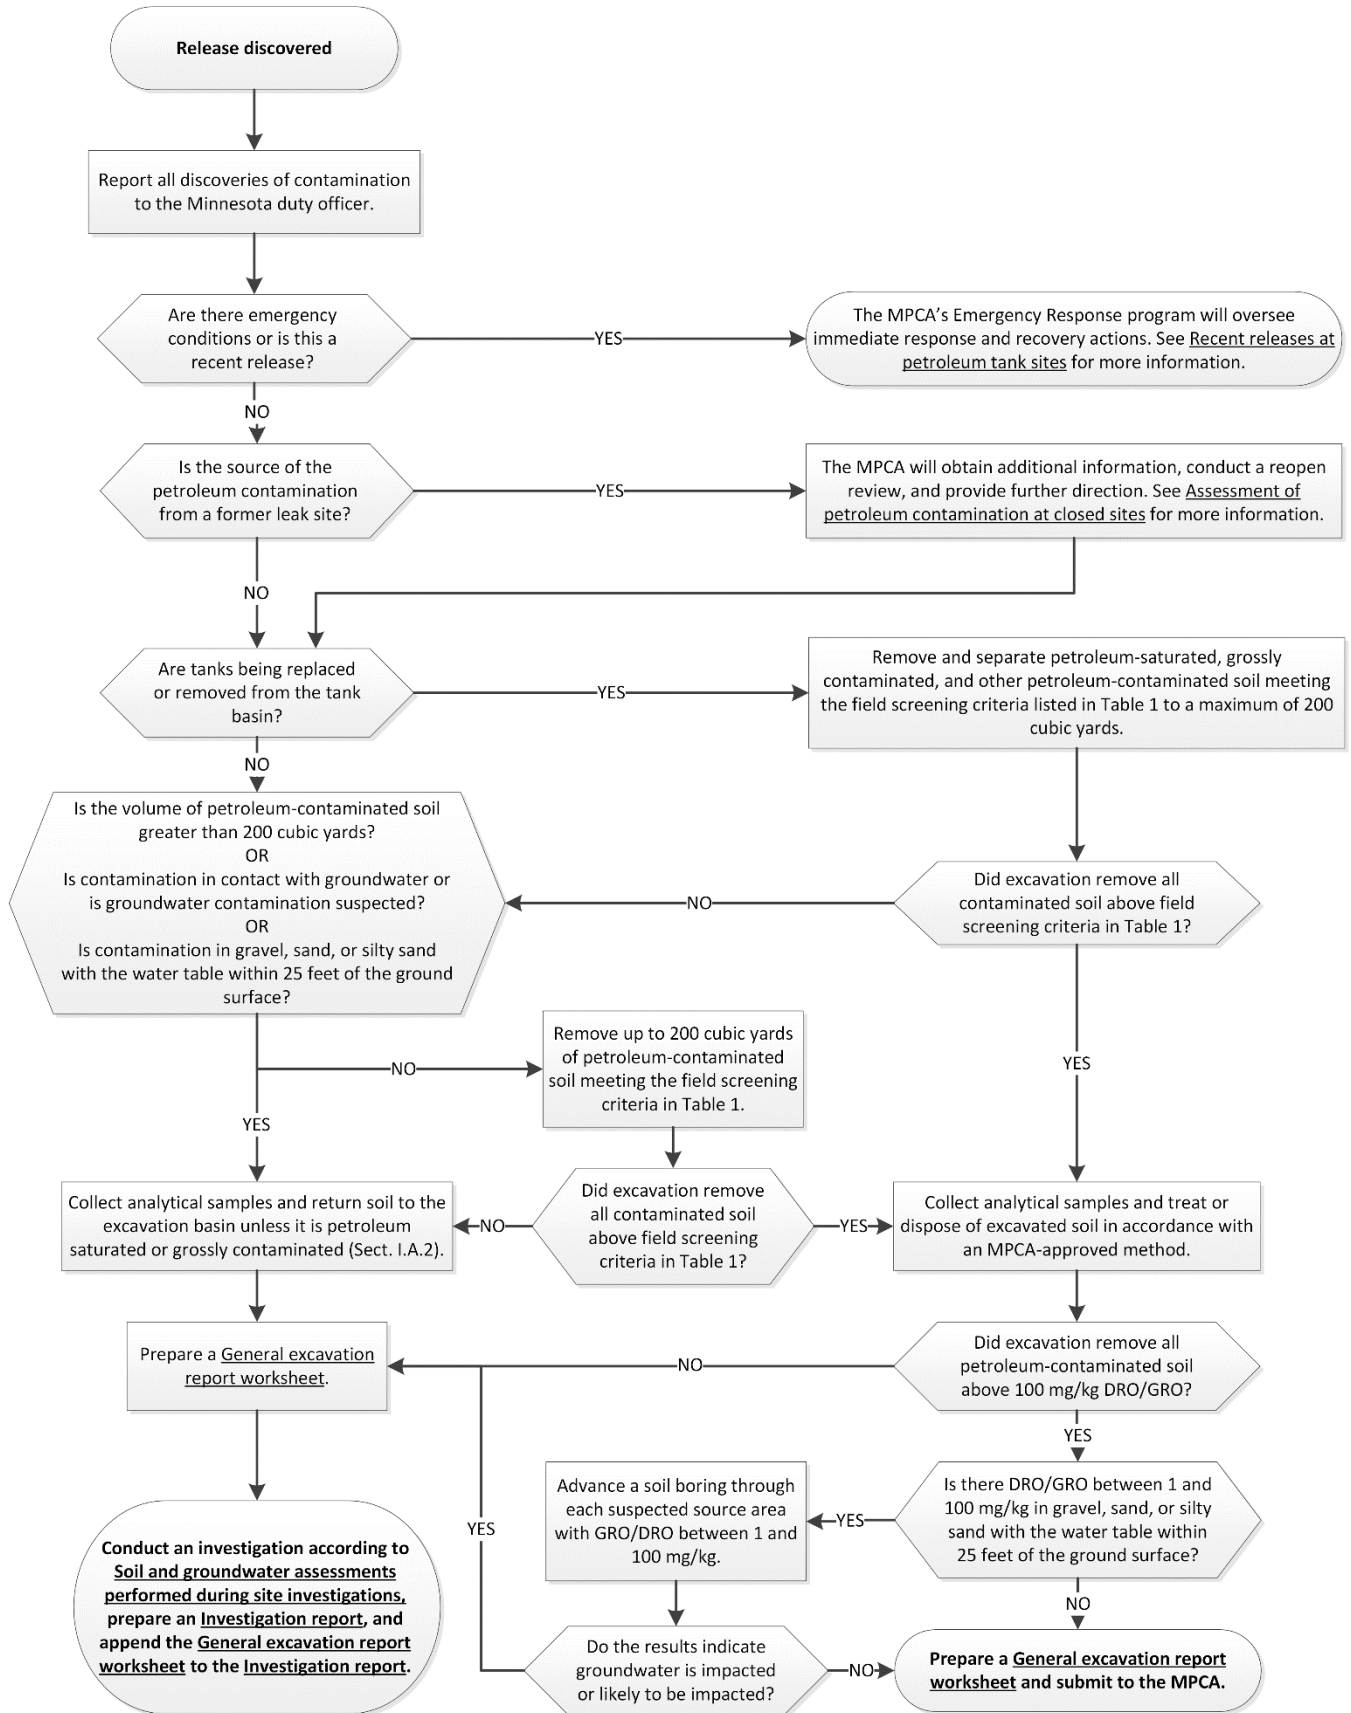 Release discovered
Report all discoveries of contamination
to the Minnesota duty officer.
Are there emergency
conditions or is this a
recent release?
YES
The MPCA’s Emergency Response program will oversee
immediate response and recovery actions. See Recent releases at
petroleum tank sites for more information.
NO
Is the source of the
petroleum contamination
from a former leak site?
YES
The MPCA will obtain additional information, conduct a reopen
review, and provide further direction. See Assessment of
petroleum contamination at closed sites for more information.
NO
Are tanks being replaced
or removed from the tank
basin?
YES
Remove and separate petroleum-saturated, grossly
contaminated, and other petroleum-contaminated soil meeting
the field screening criteria listed in Table 1 to a maximum of 200
cubic yards.
NO
Is the volume of petroleum-contaminated soil
greater than 200 cubic yards?
OR
Is contamination in contact with groundwater or
is groundwater contamination suspected?
OR
Is contamination in gravel, sand, or silty sand
with the water table within 25 feet of the ground
surface?
NO
Did excavation remove all
contaminated soil above field
screening criteria in Table 1?
NO
Remove up to 200 cubic yards
of petroleum-contaminated
soil meeting the field screening
criteria in Table 1.
YES
YES
Collect analytical samples and return soil to the
excavation basin unless it is petroleum
saturated or grossly contaminated (Sect. I.A.2).
NO
Did excavation remove
all contaminated soil
above field screening
criteria in Table 1?
YES
Collect analytical samples and treat or
dispose of excavated soil in accordance with
an MPCA-approved method.
Prepare a General excavation
report worksheet.
NO
Did excavation remove all
petroleum-contaminated soil
above 100 mg/kg DRO/GRO?
YES
Advance a soil boring through
each suspected source area
with GRO/DRO between 1 and
100 mg/kg.
YES
Is there DRO/GRO between 1 and
100 mg/kg in gravel, sand, or silty
sand with the water table within
25 feet of the ground surface?
YES
NO
Conduct an investigation according to
Soil and groundwater assessments
performed during site investigations,
prepare an Investigation report, and
append the General excavation report
worksheet to the Investigation report.
Do the results indicate
groundwater is impacted
or likely to be impacted?
NO
Prepare a General excavation report
worksheet and submit to the MPCA.